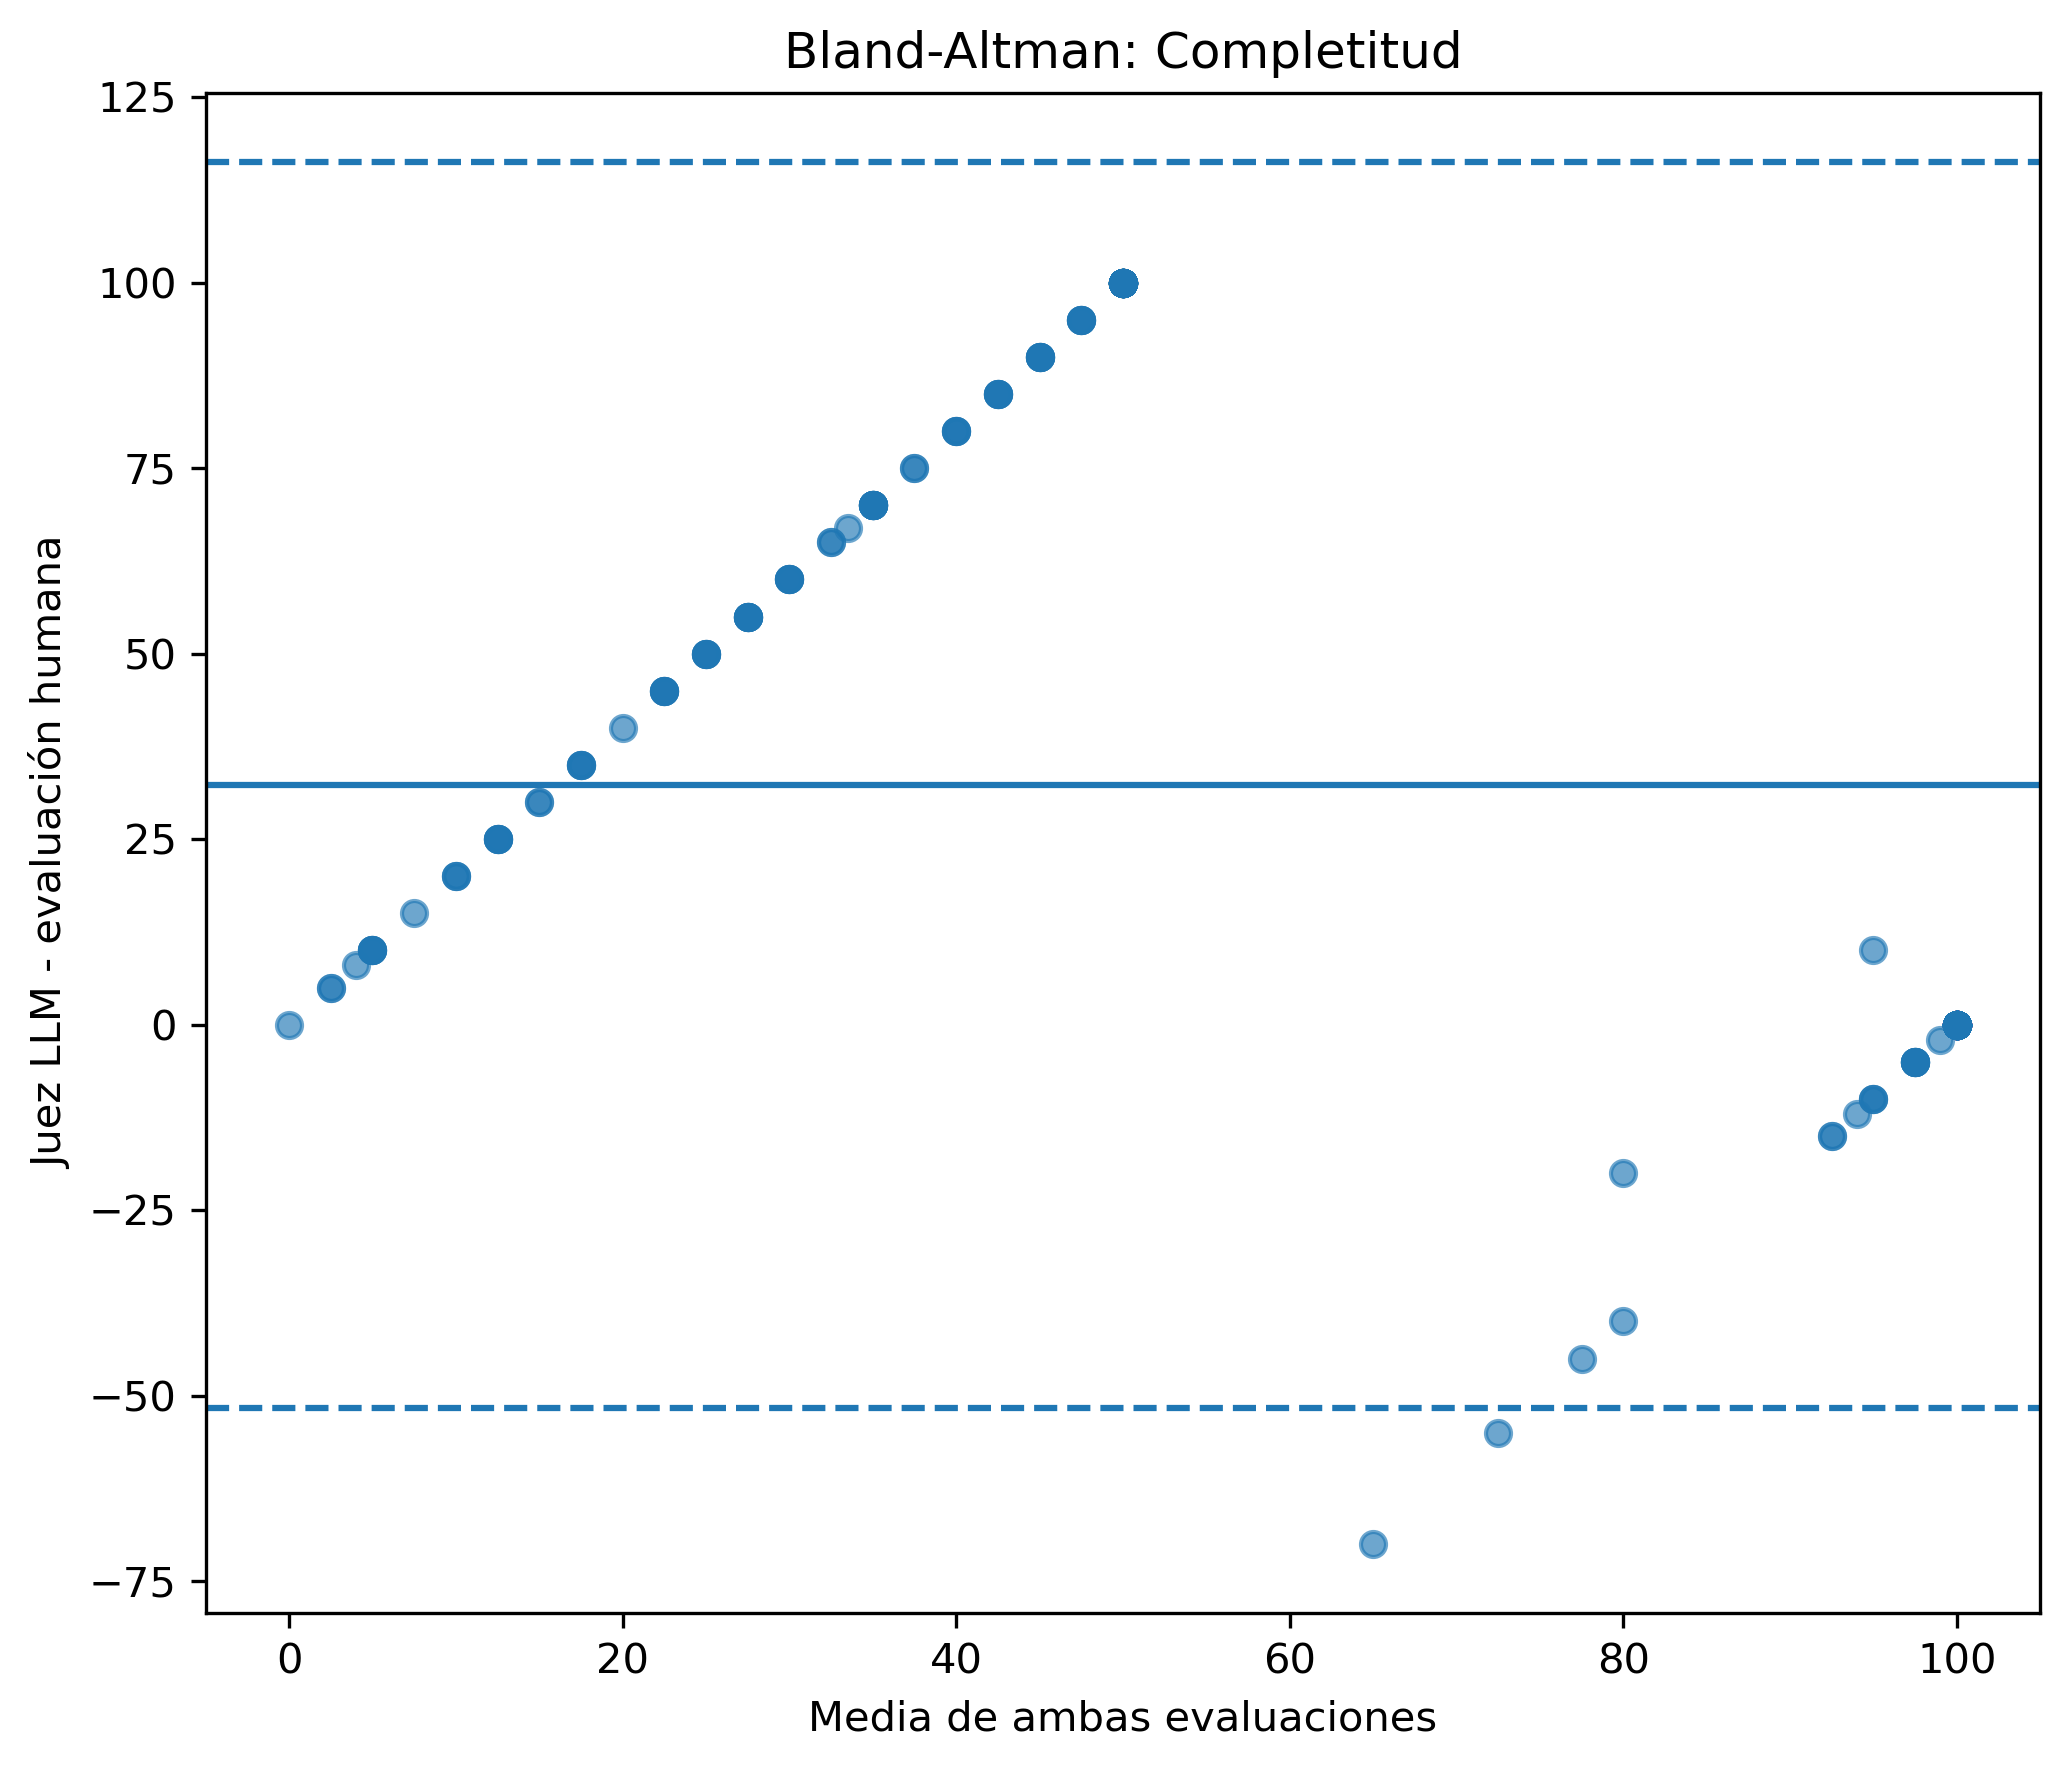 Bland-Altman: Completitud
125
100
75
50
25
0
−25
−50
−75
Juez LLM - evaluación humana
0 20 40 60 80 100
Media de ambas evaluaciones